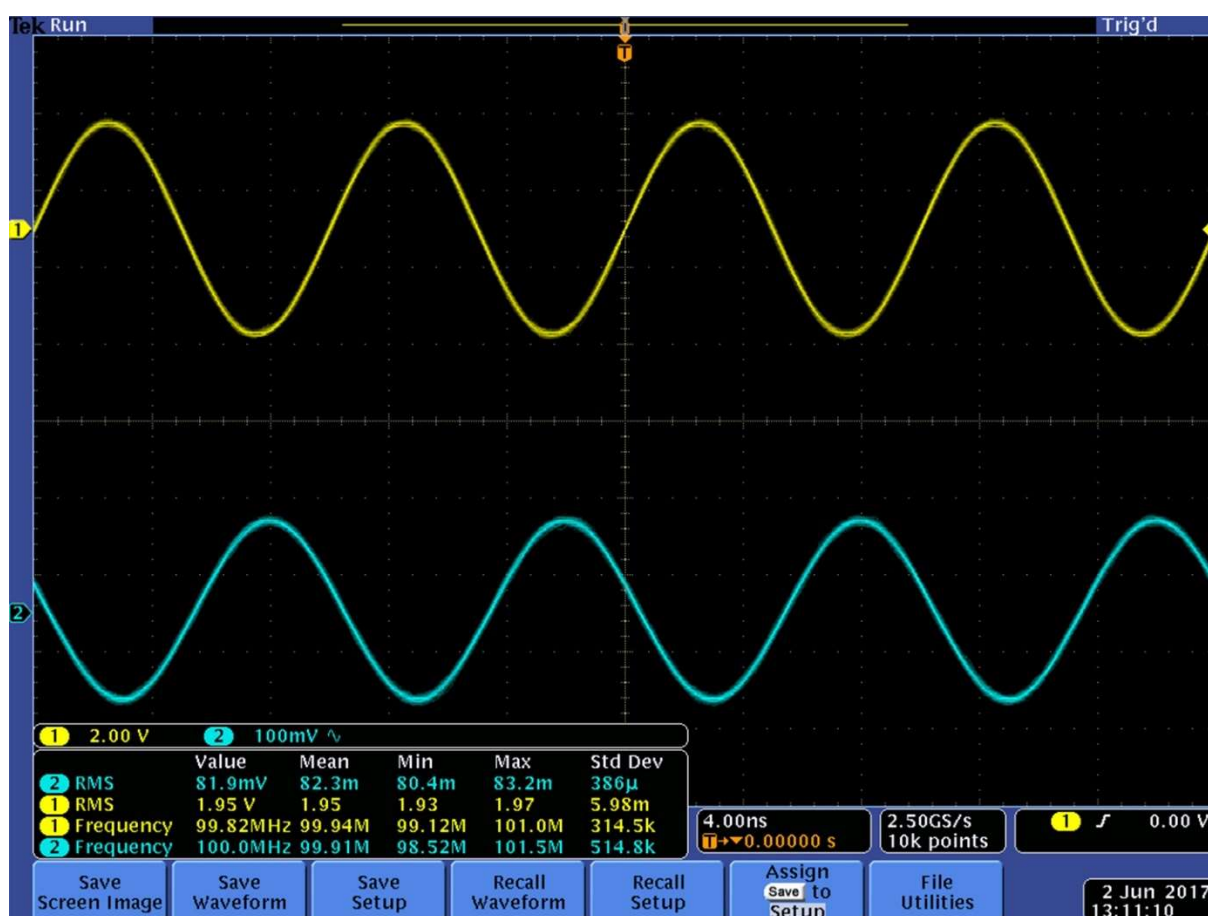 Tek Run Trig'd
T
1
2
1 2.00 V 2 100mV ∿
Value Mean Min Max Std Dev
2 RMS 81.9mV 82.3m 80.4m 83.2m 386µ
1 RMS 1.95 V 1.95 1.93 1.97 5.98m
1 Frequency 99.82MHz 99.94M 99.12M 101.0M 314.5k
2 Frequency 100.0MHz 99.91M 98.52M 101.5M 514.8k
4.00ns
T→▼0.00000 s
2.50GS/s
10k points
1 0.00 V
Save
Screen Image
Save
Waveform
Save
Setup
Recall
Waveform
Recall
Setup
Assign
Save to
Setup
File
Utilities
2 Jun 2017
13:11:10